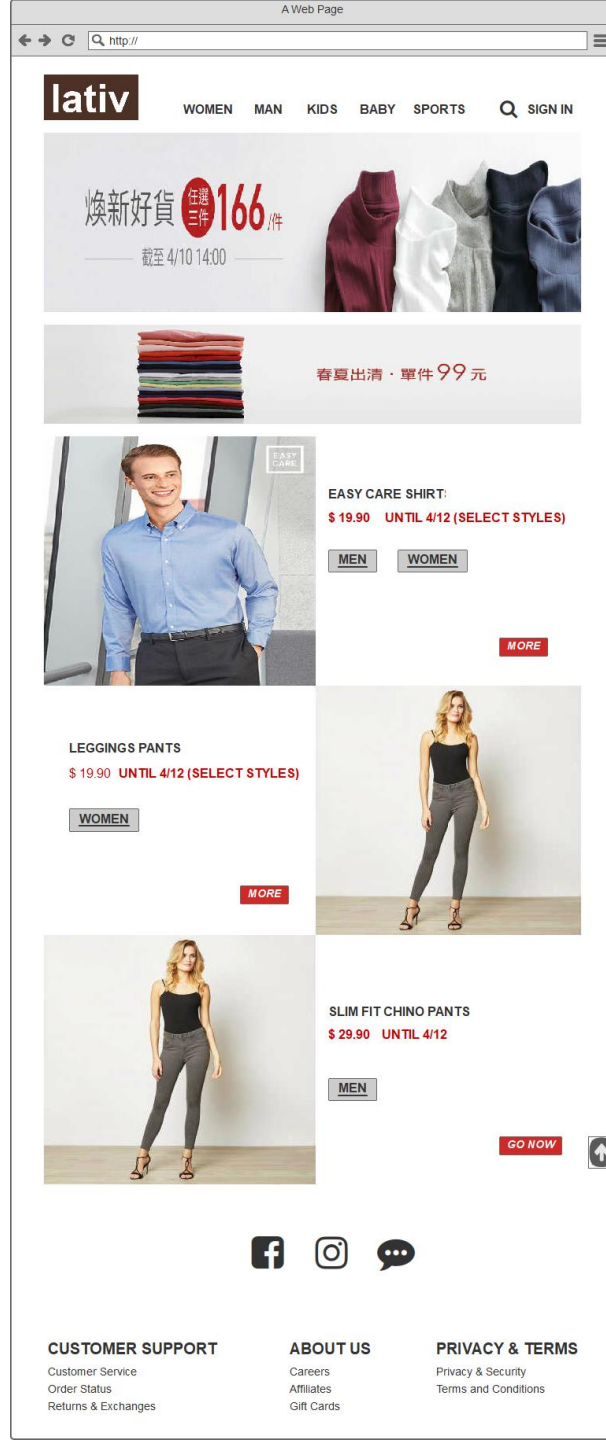 A Web Page
http://
lativ
WOMEN MAN KIDS BABY SPORTS SIGN IN
煥新好貨 任選三件 166/件
截至 4/10 14:00
春夏出清・單件99元
EASY CARE
EASY CARE SHIRT
$ 19.90 UNTIL 4/12 (SELECT STYLES)
MEN WOMEN
MORE
LEGGINGS PANTS
$ 19.90 UNTIL 4/12 (SELECT STYLES)
WOMEN
MORE
SLIM FIT CHINO PANTS
$ 29.90 UNTIL 4/12
MEN
GO NOW
CUSTOMER SUPPORT
Customer Service
Order Status
Returns & Exchanges
ABOUT US
Careers
Affiliates
Gift Cards
PRIVACY & TERMS
Privacy & Security
Terms and Conditions